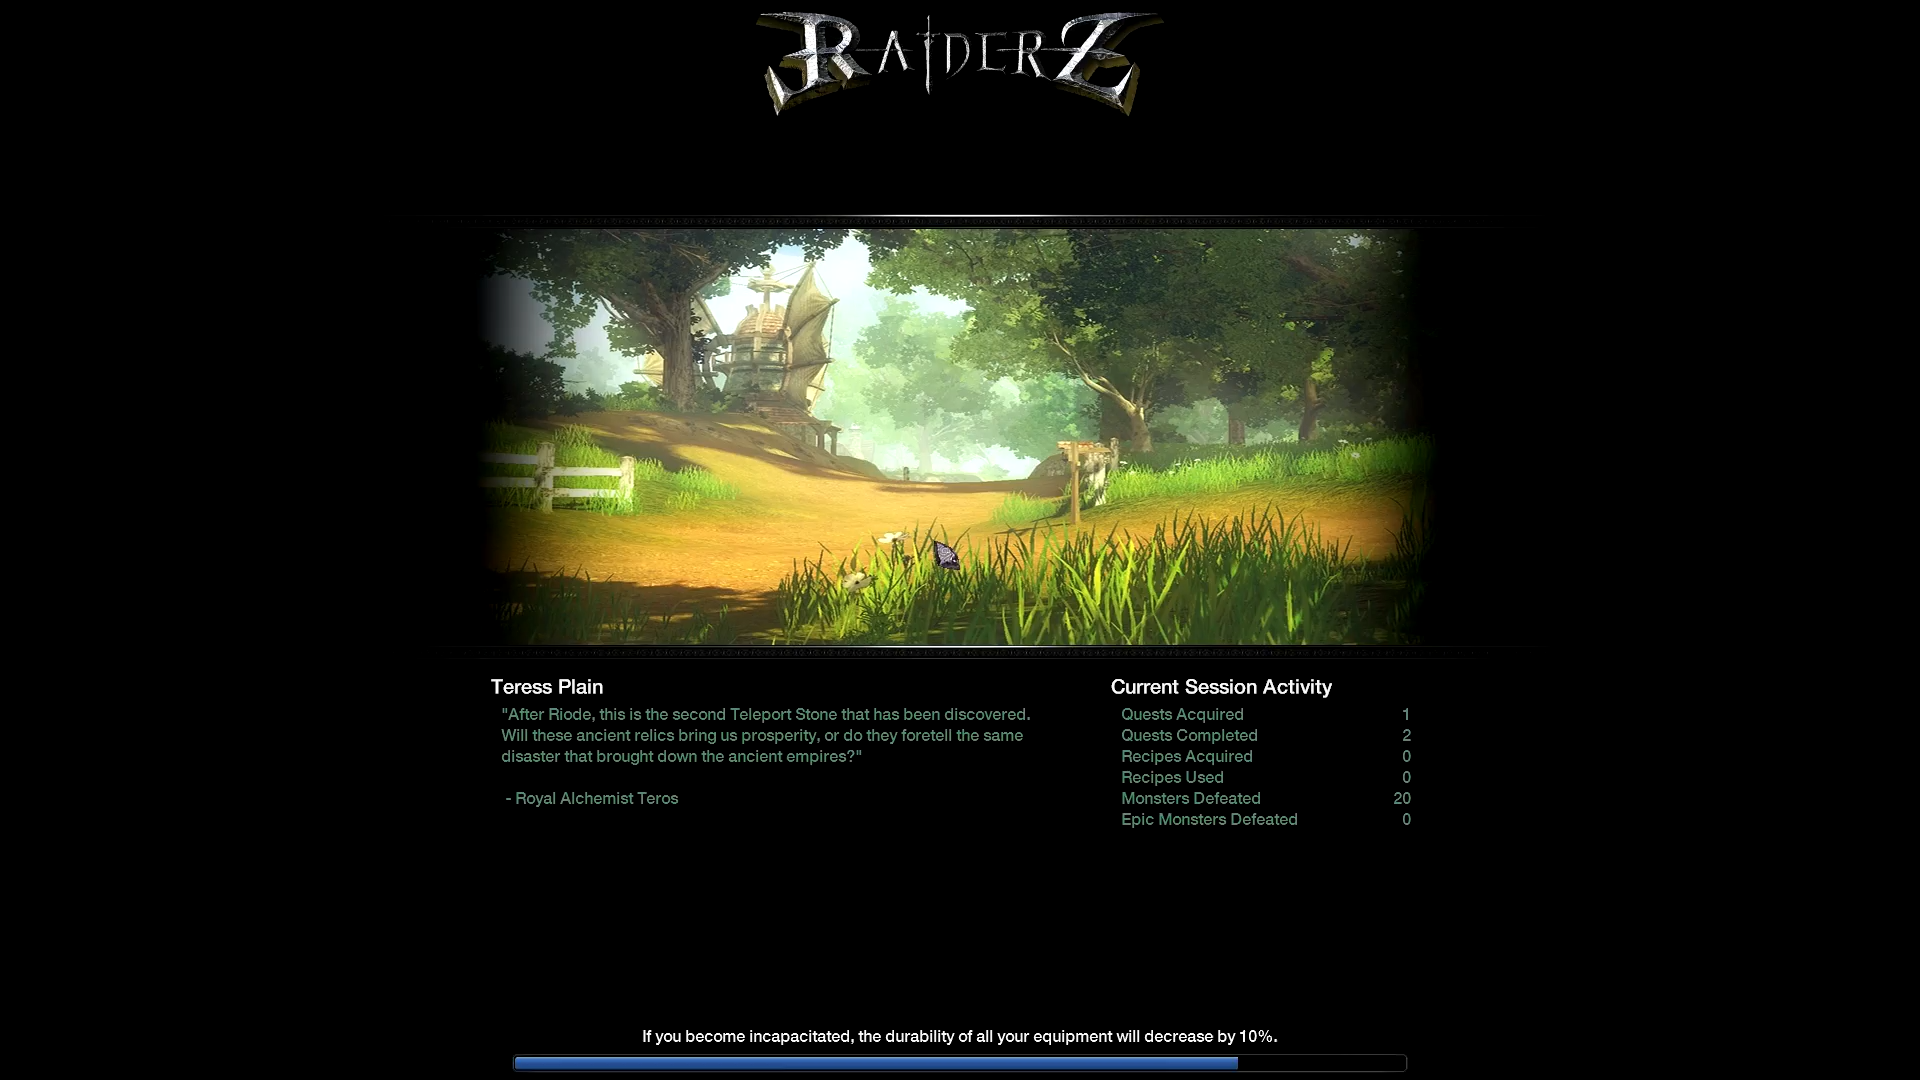 RAIDERZ
Teress Plain
"After Riode, this is the second Teleport Stone that has been discovered.
Will these ancient relics bring us prosperity, or do they foretell the same
disaster that brought down the ancient empires?"
- Royal Alchemist Teros
Current Session Activity
Quests Acquired 1
Quests Completed 2
Recipes Acquired 0
Recipes Used 0
Monsters Defeated 20
Epic Monsters Defeated 0
If you become incapacitated, the durability of all your equipment will decrease by 10%.